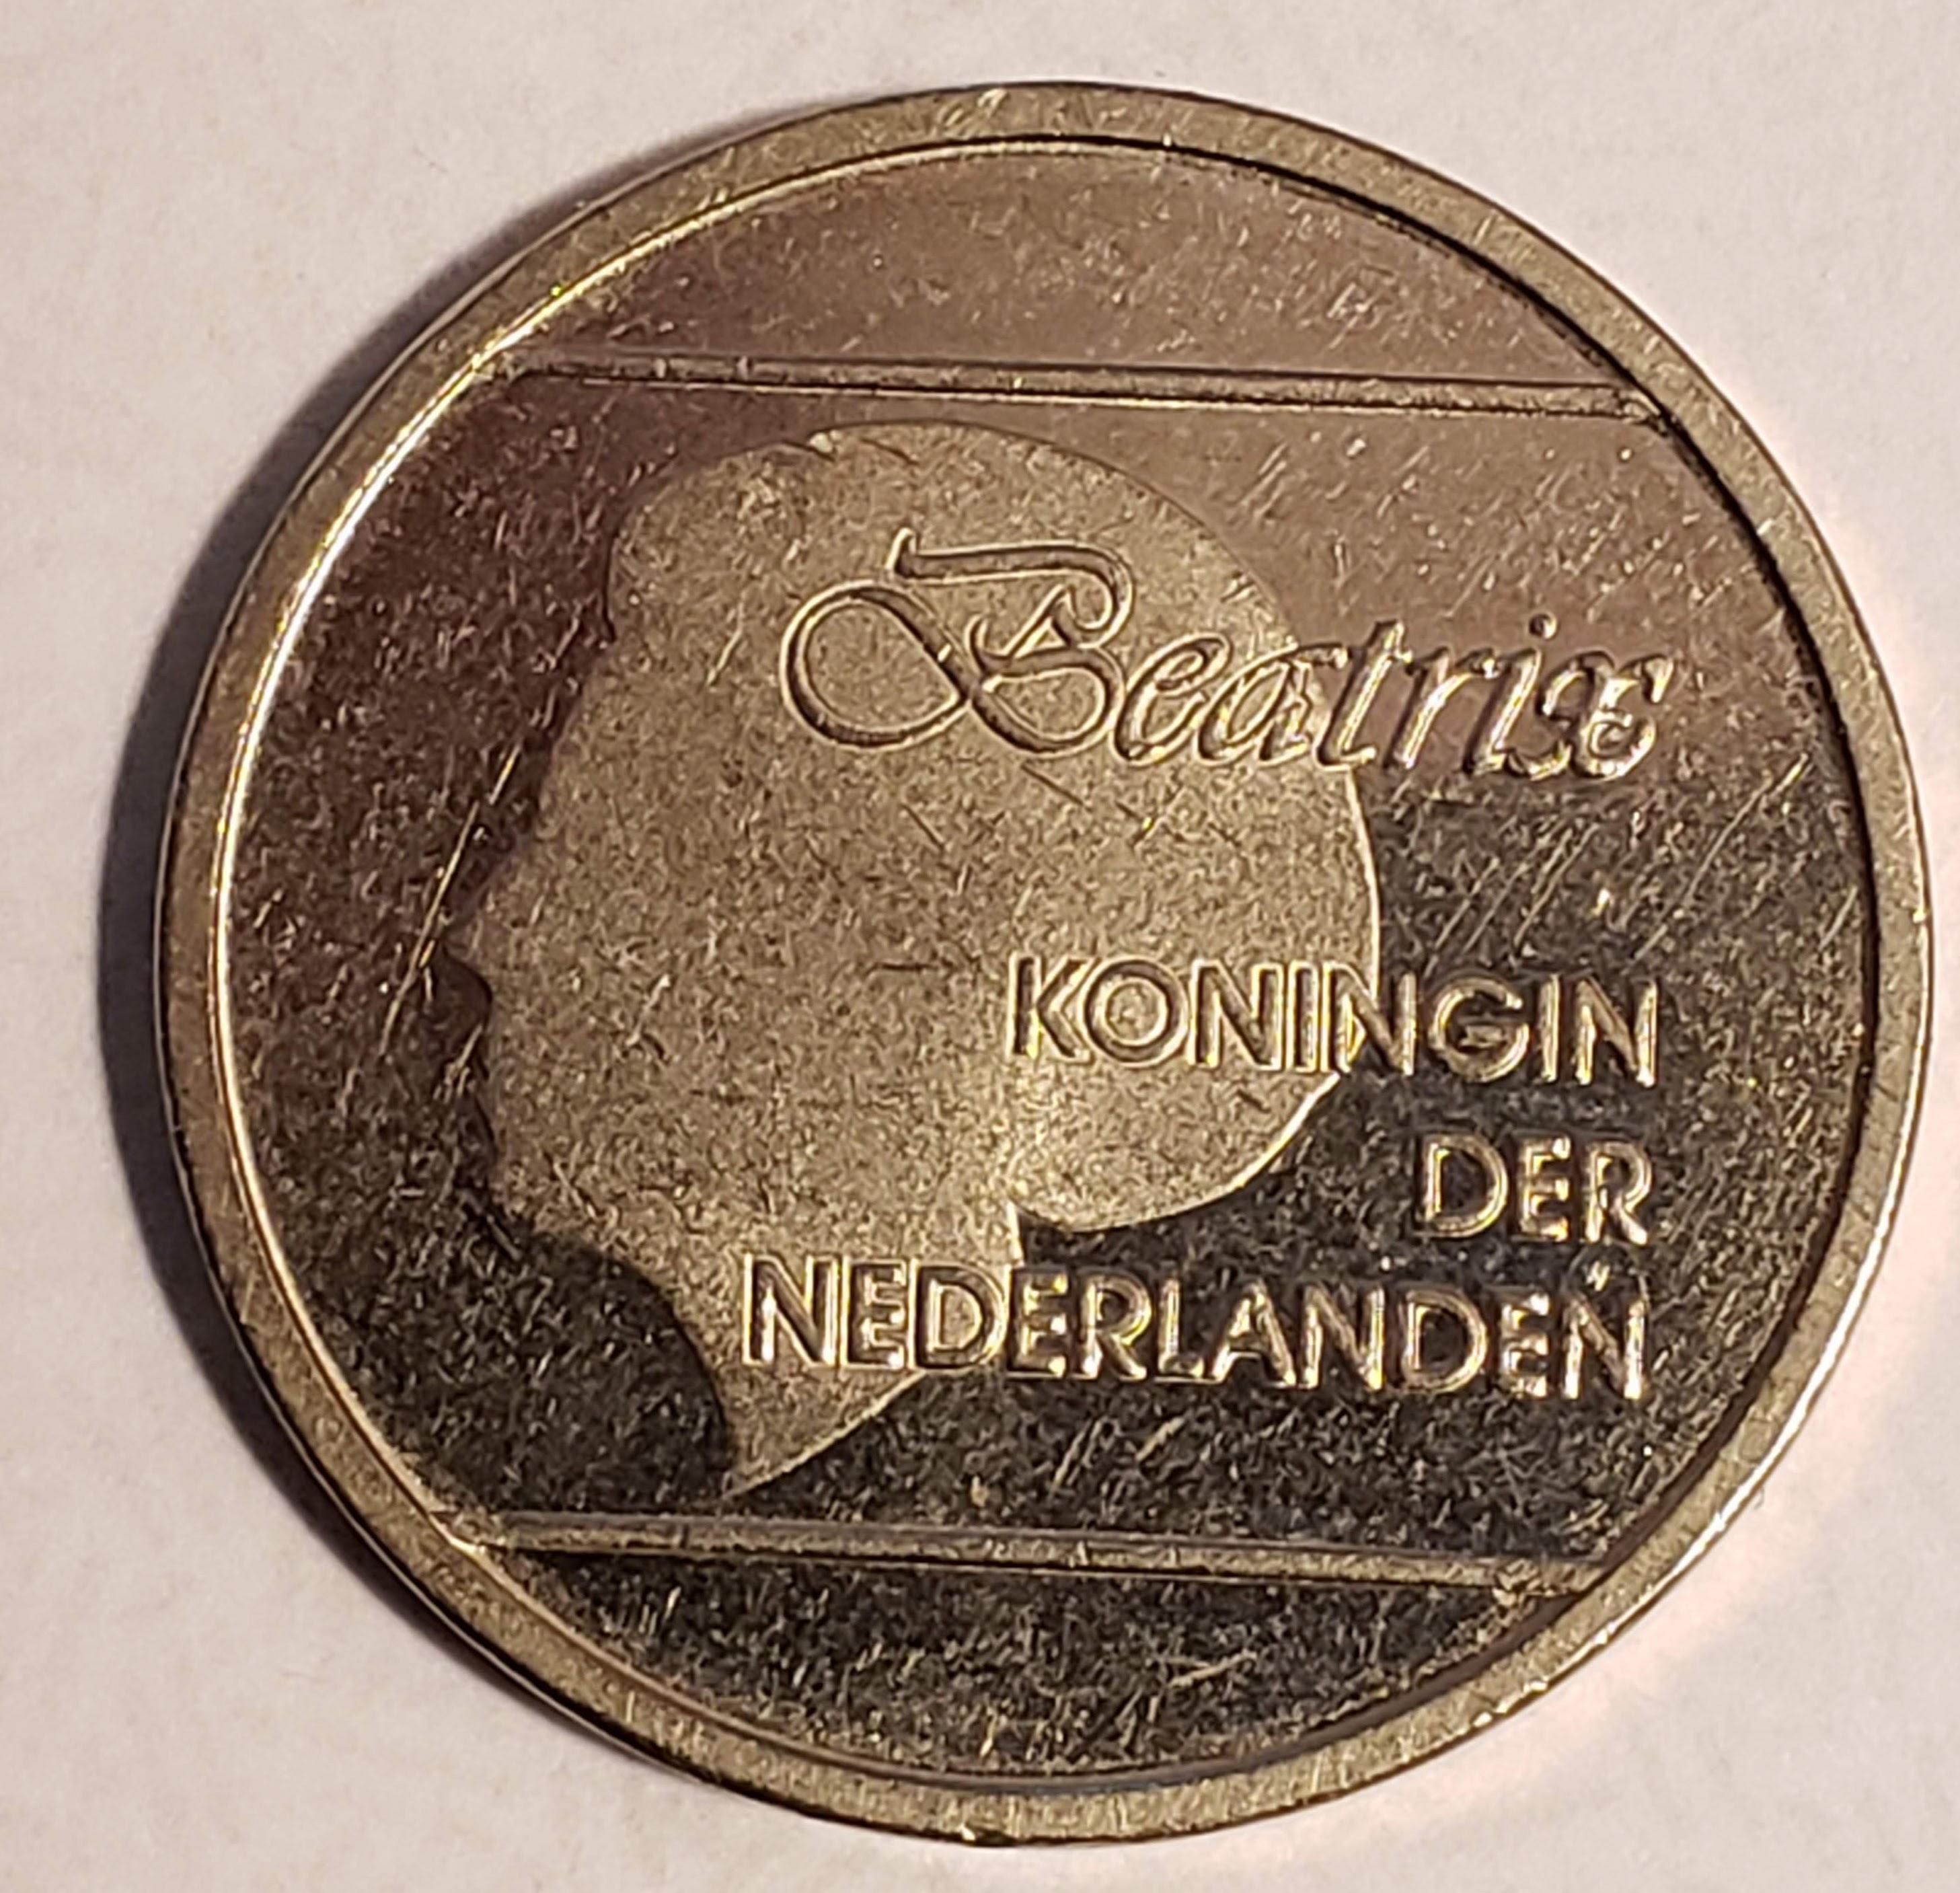 Beatrix
KONINGIN
DER
NEDERLANDEN